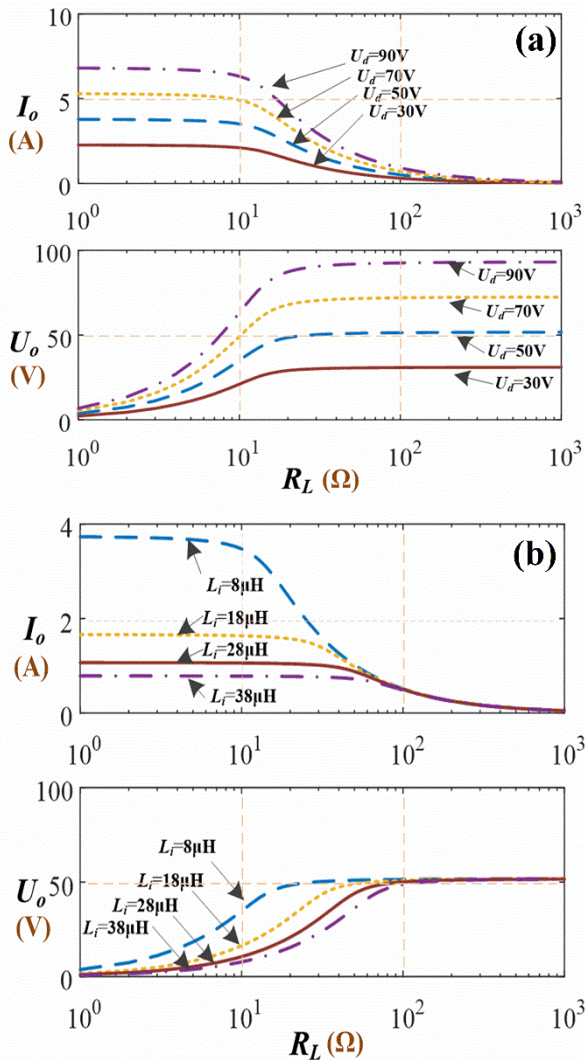 (a)
10
5
0
I_o
(A)
U_d=90V
U_d=70V
U_d=50V
U_d=30V
10^0 10^1 10^2 10^3
100
50
0
U_o
(V)
U_d=90V
U_d=70V
U_d=50V
U_d=30V
10^0 10^1 10^2 10^3
R_L (Ω)
(b)
4
2
0
I_o
(A)
L_i=8μH
L_i=18μH
L_i=28μH
L_i=38μH
10^0 10^1 10^2 10^3
100
50
0
U_o
(V)
L_i=8μH
L_i=18μH
L_i=28μH
L_i=38μH
10^0 10^1 10^2 10^3
R_L (Ω)